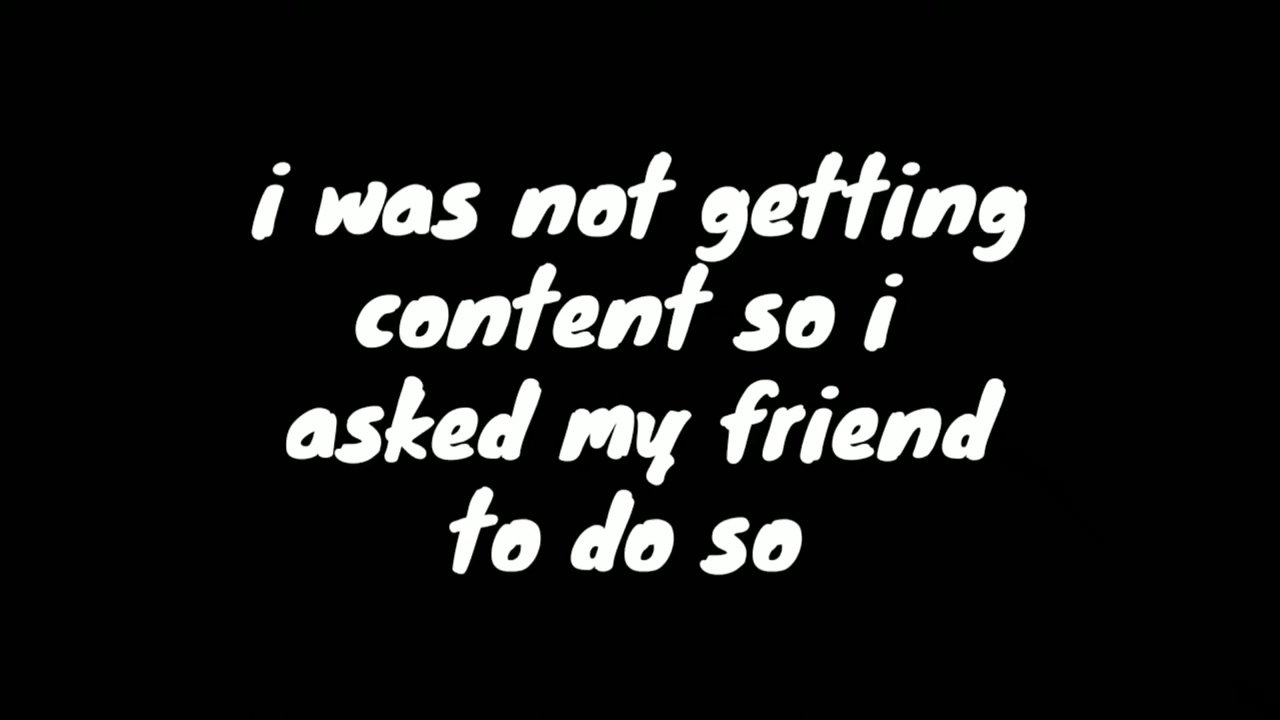 i was not getting
content so i
asked my friend
to do so